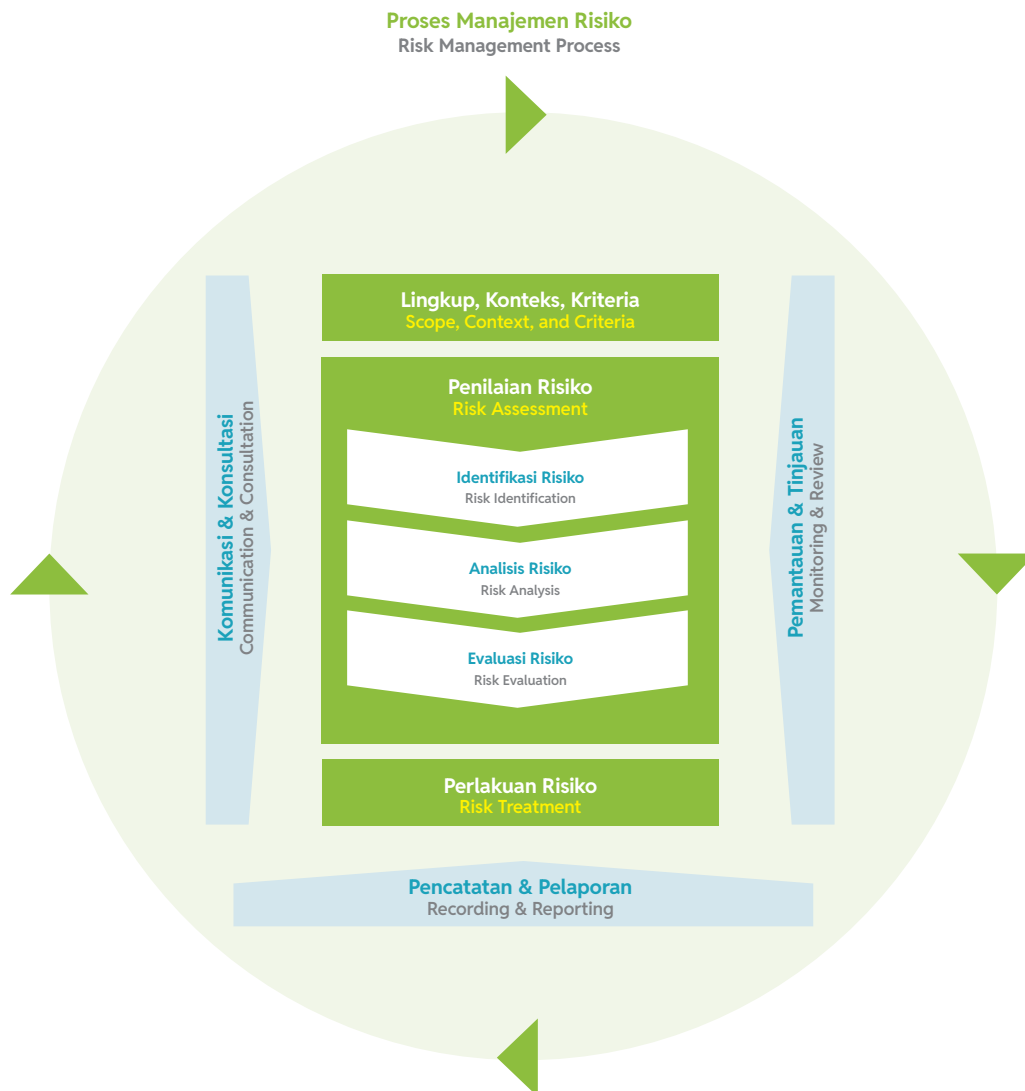 Proses Manajemen Risiko
Risk Management Process
Lingkup, Konteks, Kriteria
Scope, Context, and Criteria
Penilaian Risiko
Risk Assessment
Identifikasi Risiko
Risk Identification
Analisis Risiko
Risk Analysis
Evaluasi Risiko
Risk Evaluation
Komunikasi & Konsultasi
Communication & Consultation
Pemantauan & Tinjauan
Monitoring & Review
Perlakuan Risiko
Risk Treatment
Pencatatan & Pelaporan
Recording & Reporting